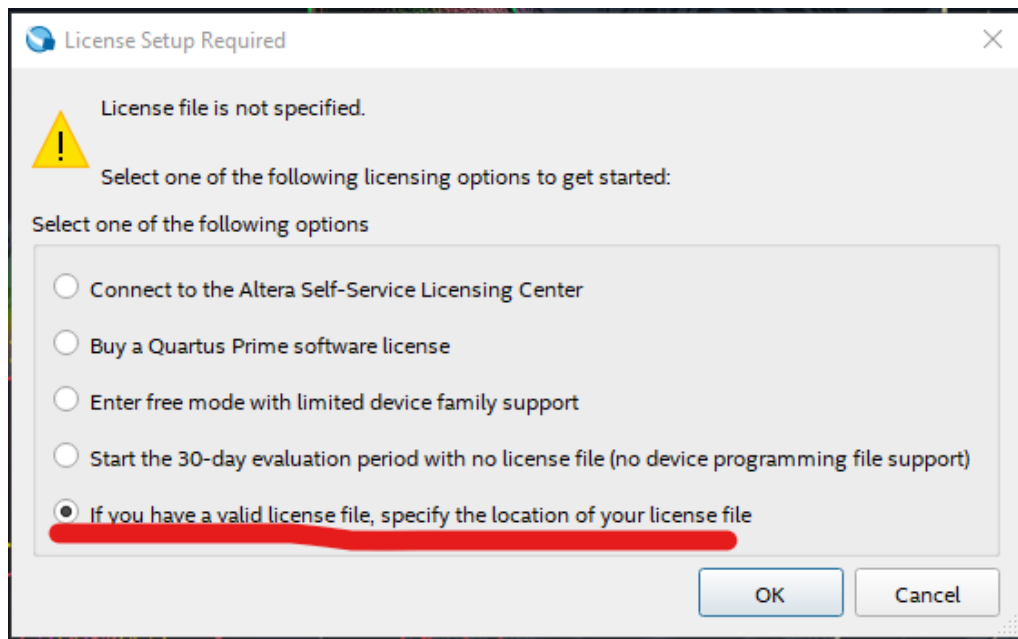 License Setup Required
License file is not specified.
Select one of the following licensing options to get started:
Select one of the following options
Connect to the Altera Self-Service Licensing Center
Buy a Quartus Prime software license
Enter free mode with limited device family support
Start the 30-day evaluation period with no license file (no device programming file support)
If you have a valid license file, specify the location of your license file
OK
Cancel